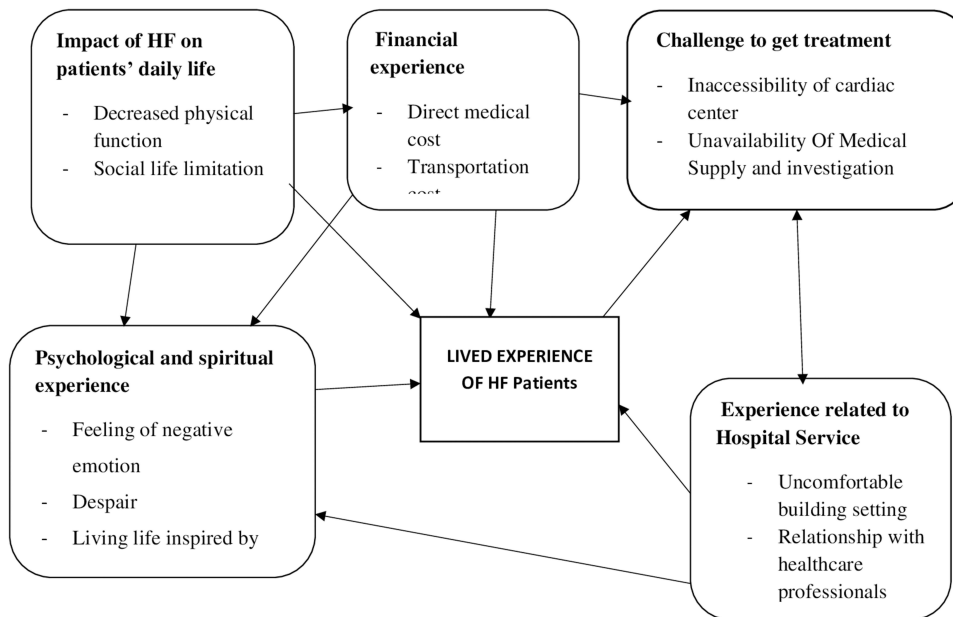 Impact of HF on
patients’ daily life
- Decreased physical
function
- Social life limitation
Financial
experience
- Direct medical
cost
- Transportation
cost
Challenge to get treatment
- Inaccessibility of cardiac
center
- Unavailability Of Medical
Supply and investigation
Psychological and spiritual
experience
- Feeling of negative
emotion
- Despair
- Living life inspired by
LIVED EXPERIENCE
OF HF Patients
Experience related to
Hospital Service
- Uncomfortable
building setting
- Relationship with
healthcare
professionals